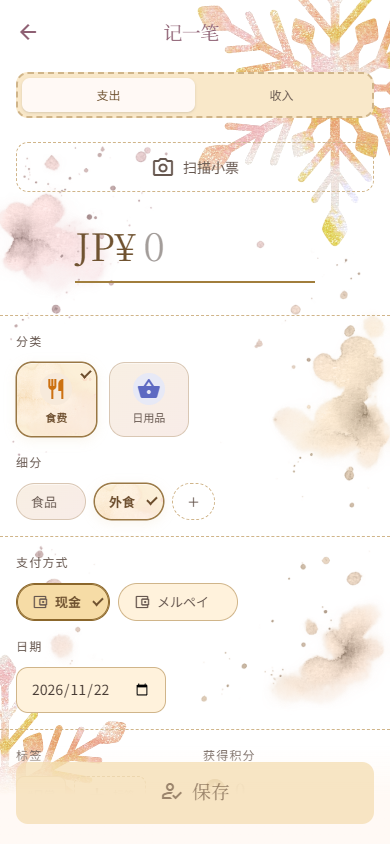 记一笔
支出 收入
扫描小票
JP¥ 0
分类
食费 日用品
细分
食品 外食 +
支付方式
现金 メルペイ
日期
2026/11/22
标签 获得积分
保存